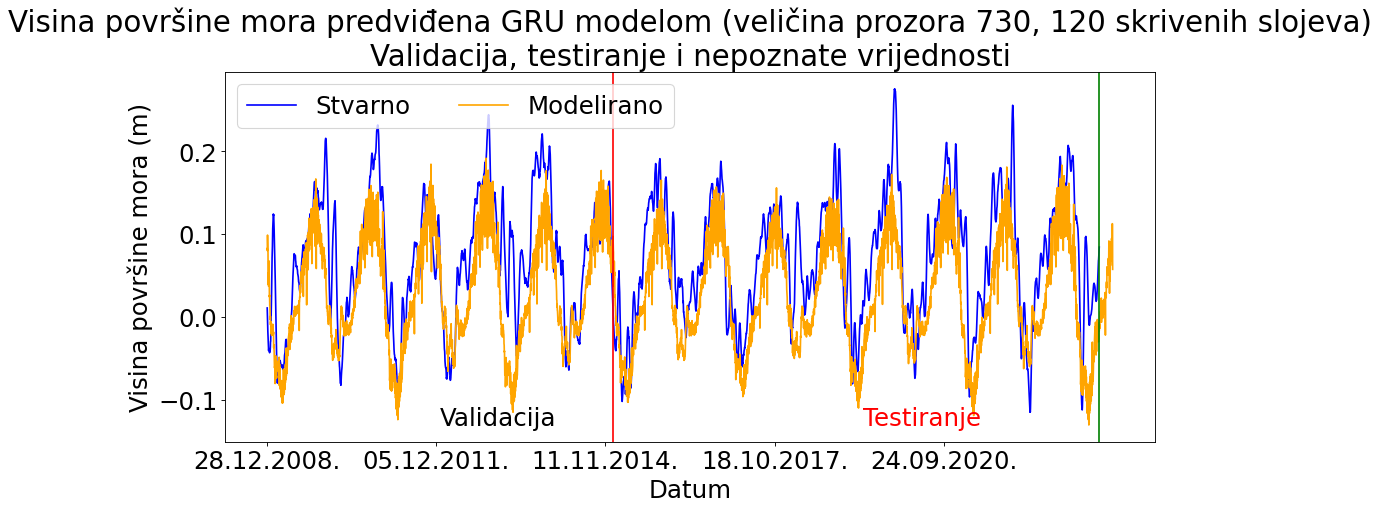 Visina površine mora predviđena GRU modelom (veličina prozora 730, 120 skrivenih slojeva)
Validacija, testiranje i nepoznate vrijednosti
Stvarno
Modelirano
Visina površine mora (m)
0.2
0.1
0.0
−0.1
Validacija
Testiranje
28.12.2008.
05.12.2011.
11.11.2014.
18.10.2017.
24.09.2020.
Datum